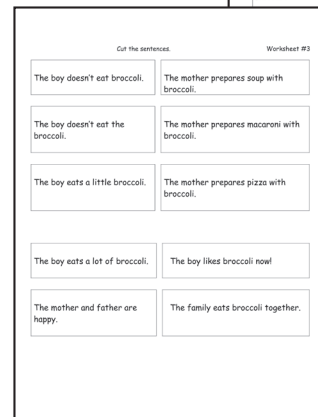 Cut the sentences. Worksheet #3
The boy doesn't eat broccoli.
The mother prepares soup with
broccoli.
The boy doesn't eat the
broccoli.
The mother prepares macaroni with
broccoli.
The boy eats a little broccoli.
The mother prepares pizza with
broccoli.
The boy eats a lot of broccoli.
The boy likes broccoli now!
The mother and father are
happy.
The family eats broccoli together.